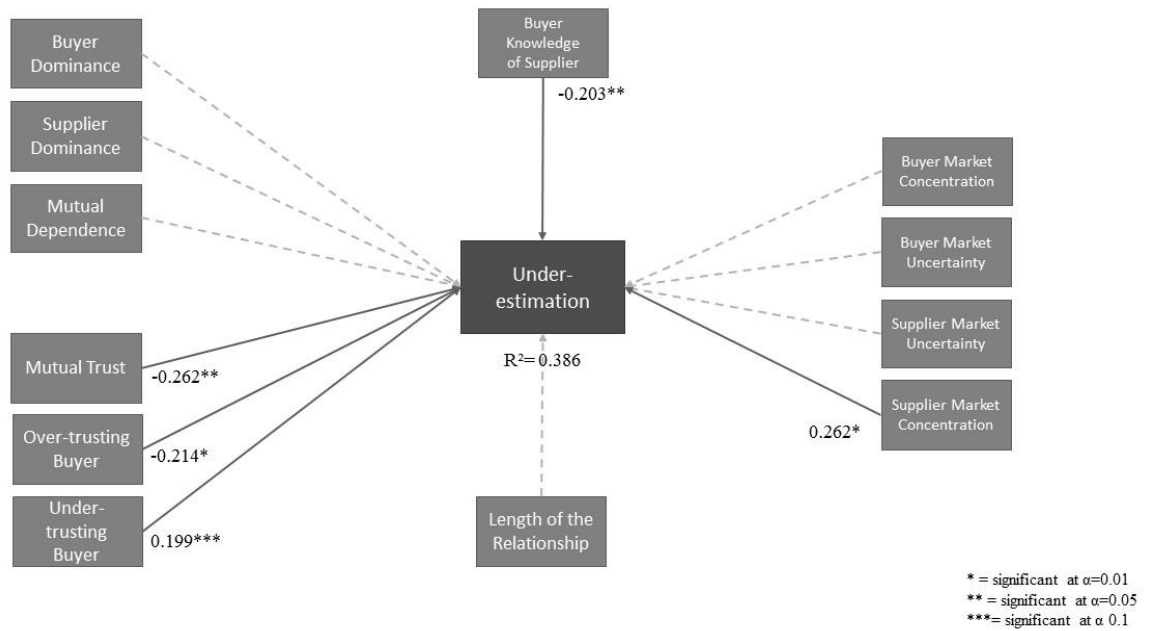 Buyer
Dominance
Supplier
Dominance
Mutual
Dependence
Mutual Trust
-0.262**
Over-trusting
Buyer
-0.214*
Under-
trusting
Buyer
0.199***
Buyer
Knowledge
of Supplier
-0.203**
Under-
estimation
R²= 0.386
Length of the
Relationship
Buyer Market
Concentration
Buyer Market
Uncertainty
Supplier Market
Uncertainty
Supplier Market
Concentration
0.262*
* = significant at α=0.01
** = significant at α=0.05
***= significant at α 0.1